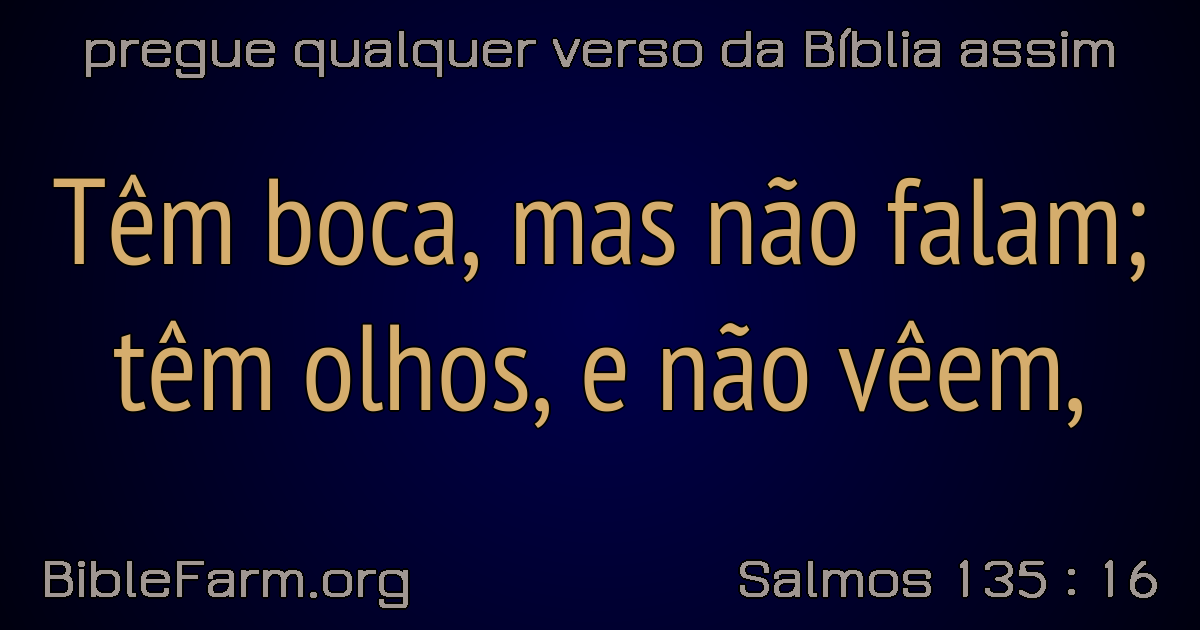 pregue qualquer verso da Bíblia assim
Têm boca, mas não falam;
têm olhos, e não vêem,
BibleFarm.org
Salmos 135 : 16